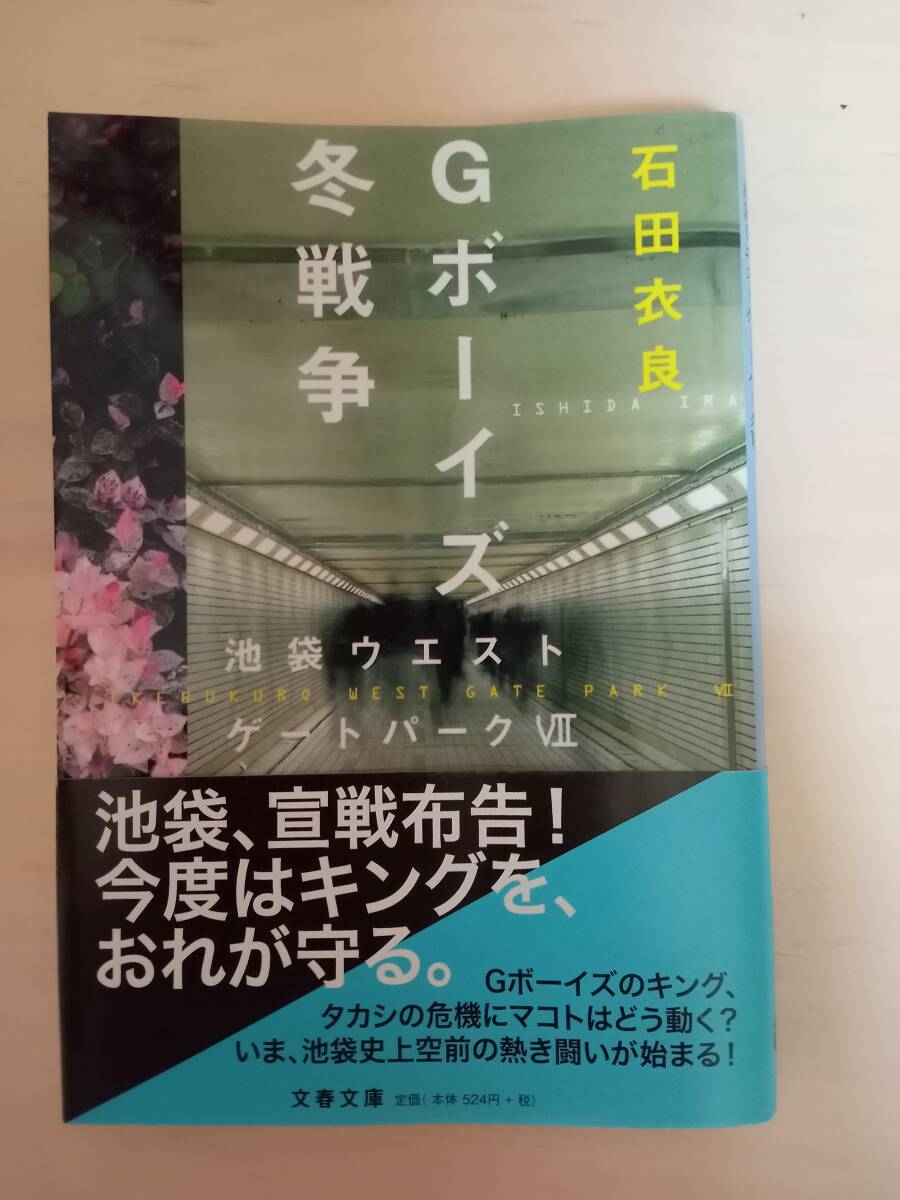 石田衣良
ISHIDA IRA
Gボーイズ
冬戦争
池袋ウエスト
IKEBUKURO WEST GATE PARK Ⅶ
ゲートパークⅦ
池袋、宣戦布告!
今度はキングを、
おれが守る。
Gボーイズのキング、
タカシの危機にマコトはどう動く?
いま、池袋史上空前の熱き闘いが始まる!
文春文庫 定価(本体524円+税)